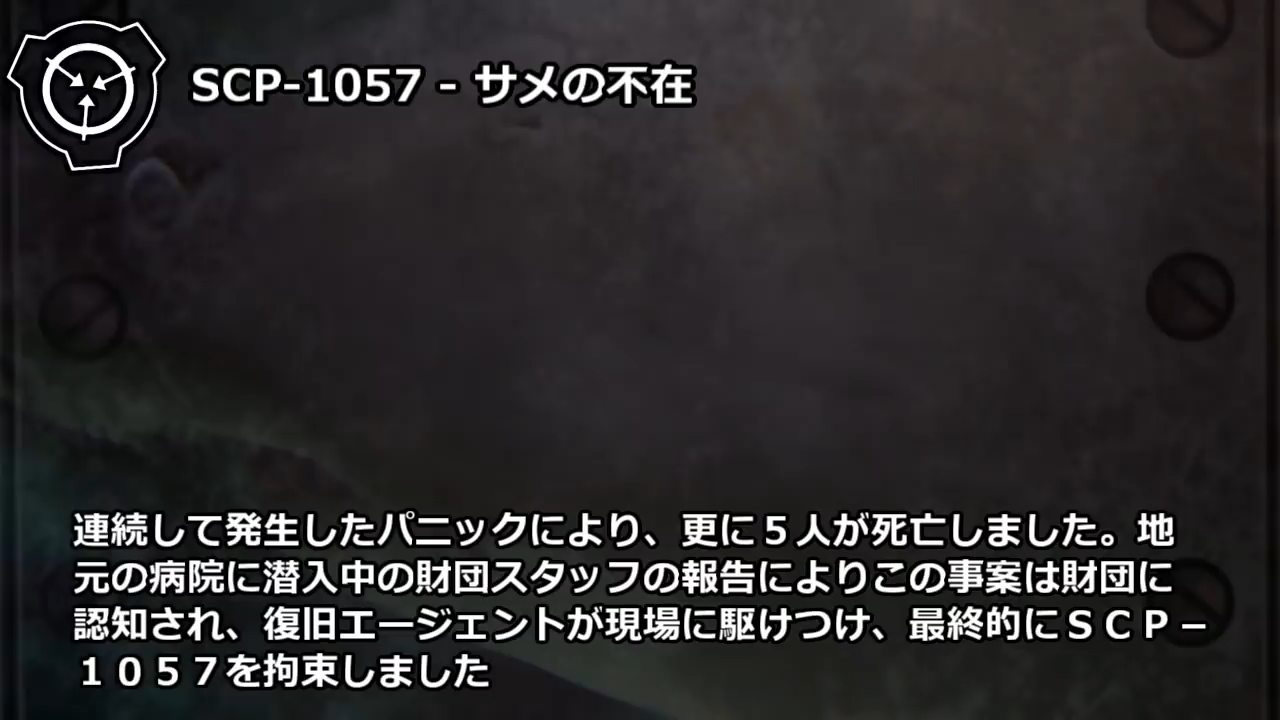 SCP-1057 - サメの不在
連続して発生したパニックにより、更に５人が死亡しました。地
元の病院に潜入中の財団スタッフの報告によりこの事案は財団に
認知され、復旧エージェントが現場に駆けつけ、最終的にＳＣＰ−
１０５７を拘束しました